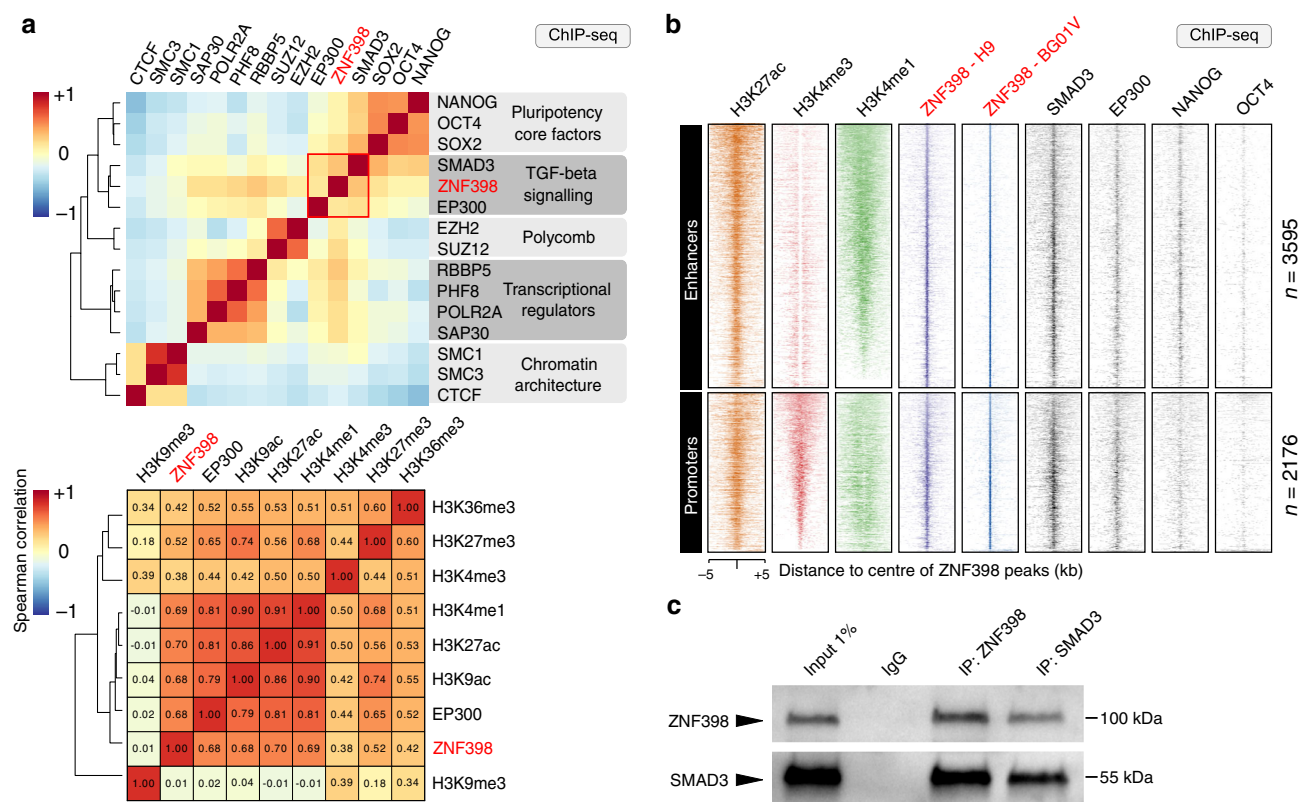 a
ChIP-seq
CTCF SMC3 SMC1 SAP30 POLR2A PHF8 RBBP5 SUZ12 EZH2 EP300 ZNF398 SMAD3 SOX2 OCT4 NANOG
+1
0
−1
NANOG
OCT4
SOX2
Pluripotency
core factors
SMAD3
ZNF398
EP300
TGF-beta
signalling
EZH2
SUZ12
Polycomb
RBBP5
PHF8
POLR2A
SAP30
Transcriptional
regulators
SMC1
SMC3
CTCF
Chromatin
architecture
H3K9me3 ZNF398 EP300 H3K9ac H3K27ac H3K4me1 H3K4me3 H3K27me3 H3K36me3
Spearman correlation
+1
0
−1
0.34 0.42 0.52 0.55 0.53 0.51 0.51 0.60 1.00 H3K36me3
0.18 0.52 0.65 0.74 0.56 0.68 0.44 1.00 0.60 H3K27me3
0.39 0.38 0.44 0.42 0.50 0.50 1.00 0.44 0.51 H3K4me3
-0.01 0.69 0.81 0.90 0.91 1.00 0.50 0.68 0.51 H3K4me1
-0.01 0.70 0.81 0.86 1.00 0.91 0.50 0.56 0.53 H3K27ac
0.04 0.68 0.79 1.00 0.86 0.90 0.42 0.74 0.55 H3K9ac
0.02 0.68 1.00 0.79 0.81 0.81 0.44 0.65 0.52 EP300
0.01 1.00 0.68 0.68 0.70 0.69 0.38 0.52 0.42 ZNF398
1.00 0.01 0.02 0.04 -0.01 -0.01 0.39 0.18 0.34 H3K9me3
b
ChIP-seq
H3K27ac H3K4me3 H3K4me1 ZNF398 - H9 ZNF398 - BG01V SMAD3 EP300 NANOG OCT4
Enhancers
n = 3595
Promoters
n = 2176
−5 +5 Distance to centre of ZNF398 peaks (kb)
c
Input 1% IgG IP: ZNF398 IP: SMAD3
ZNF398 100 kDa
SMAD3 55 kDa